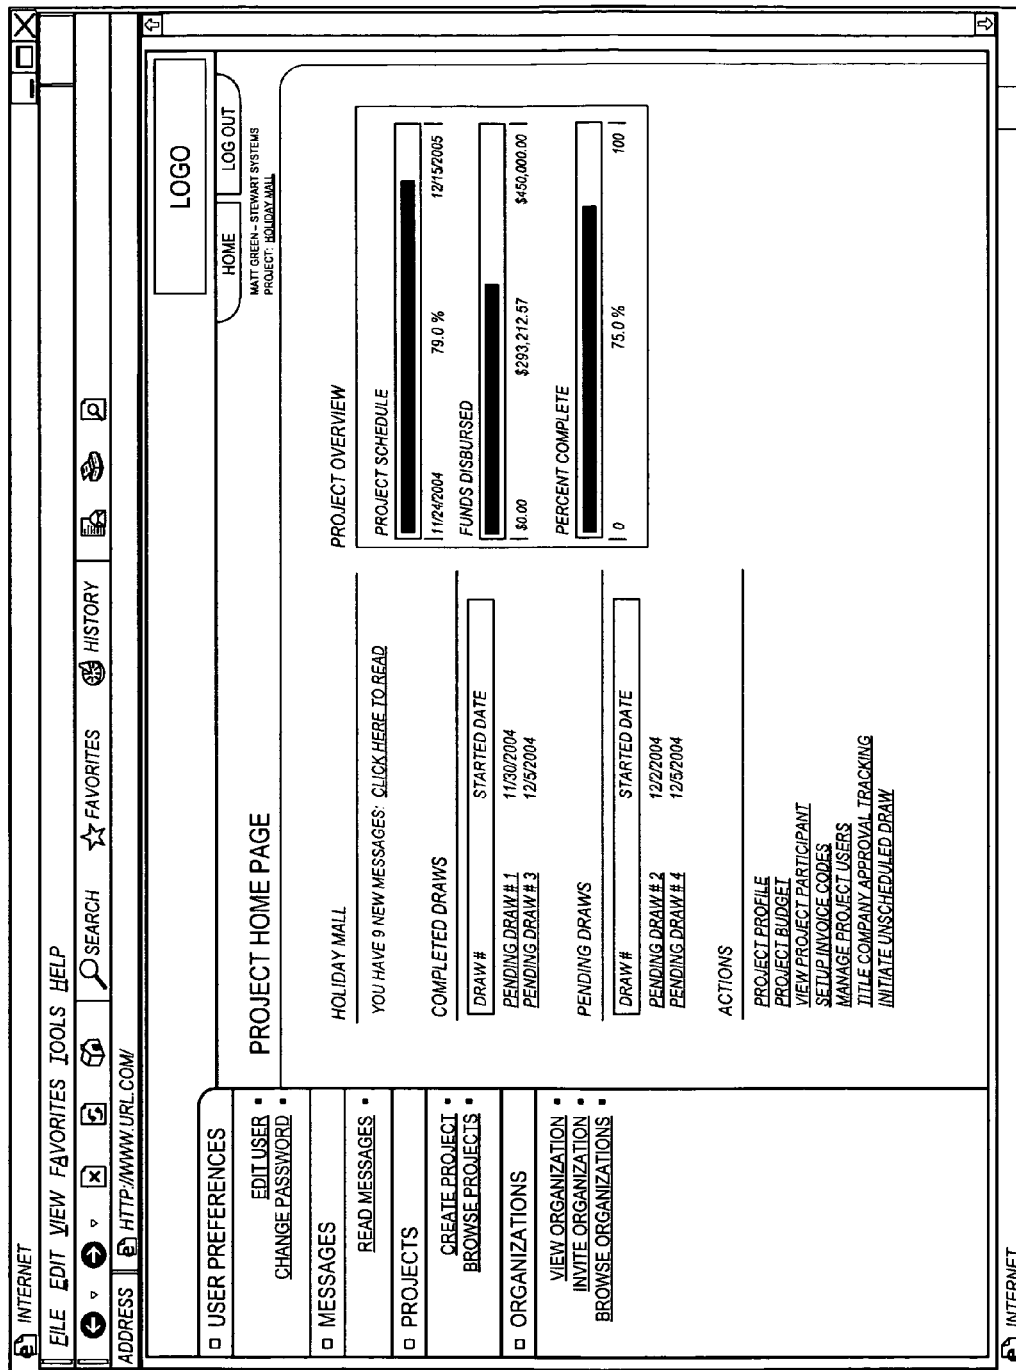 INTERNET
FILE EDIT VIEW FAVORITES TOOLS HELP
SEARCH FAVORITES HISTORY
ADDRESS HTTP://WWW.URL.COM/
LOGO
HOME LOG OUT
MATT GREEN – STEWART SYSTEMS
PROJECT: HOLIDAY MALL
USER PREFERENCES
EDIT USER
CHANGE PASSWORD
MESSAGES
READ MESSAGES
PROJECTS
CREATE PROJECT
BROWSE PROJECTS
ORGANIZATIONS
VIEW ORGANIZATION
INVITE ORGANIZATION
BROWSE ORGANIZATIONS
PROJECT HOME PAGE
HOLIDAY MALL
YOU HAVE 9 NEW MESSAGES: CLICK HERE TO READ
COMPLETED DRAWS
DRAW # STARTED DATE
PENDING DRAW # 1 11/30/2004
PENDING DRAW # 3 12/5/2004
PENDING DRAWS
DRAW # STARTED DATE
PENDING DRAW # 2 12/2/2004
PENDING DRAW # 4 12/5/2004
ACTIONS
PROJECT PROFILE
PROJECT BUDGET
VIEW PROJECT PARTICIPANT
SETUP INVOICE CODES
MANAGE PROJECT USERS
TITLE COMPANY APPROVAL TRACKING
INITIATE UNSCHEDULED DRAW
PROJECT OVERVIEW
PROJECT SCHEDULE
11/24/2004 79.0 % 12/15/2005
FUNDS DISBURSED
$0.00 $293,212.57 $450,000.00
PERCENT COMPLETE
0 75.0 % 100
INTERNET